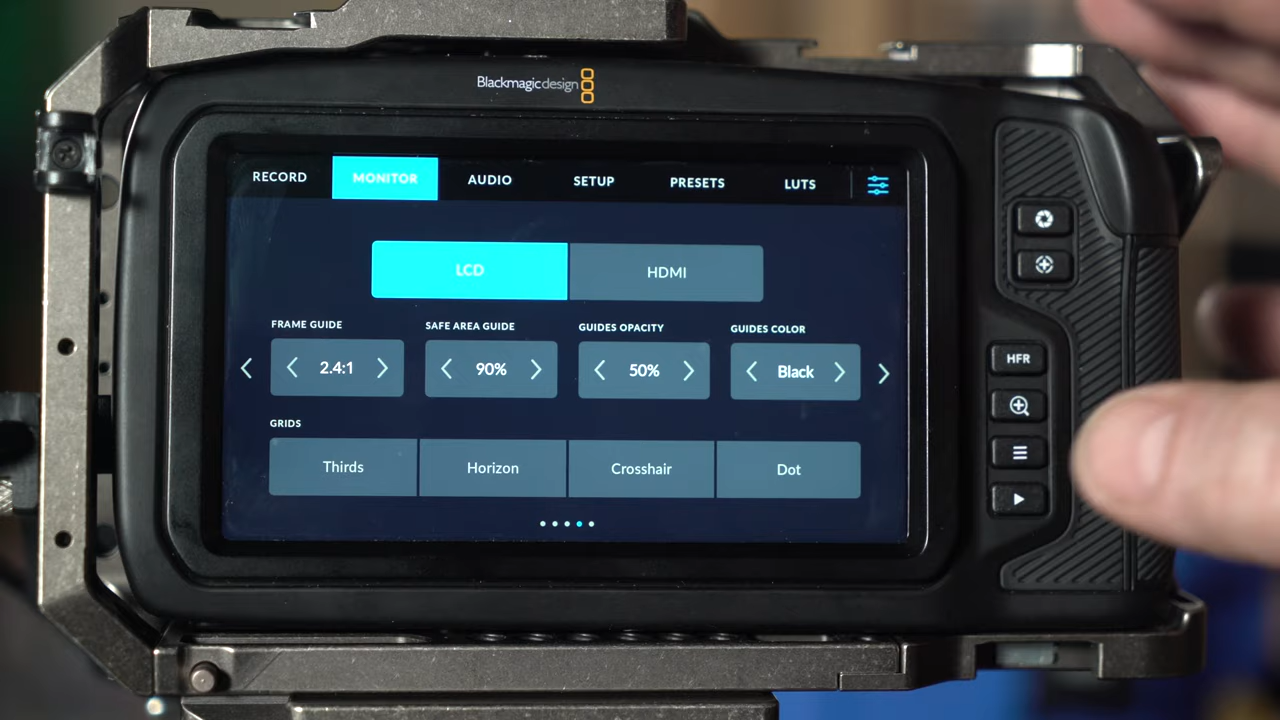 Blackmagicdesign
RECORD MONITOR AUDIO SETUP PRESETS LUTS
LCD HDMI
FRAME GUIDE SAFE AREA GUIDE GUIDES OPACITY GUIDES COLOR
2.4:1 90% 50% Black
GRIDS
Thirds Horizon Crosshair Dot
HFR